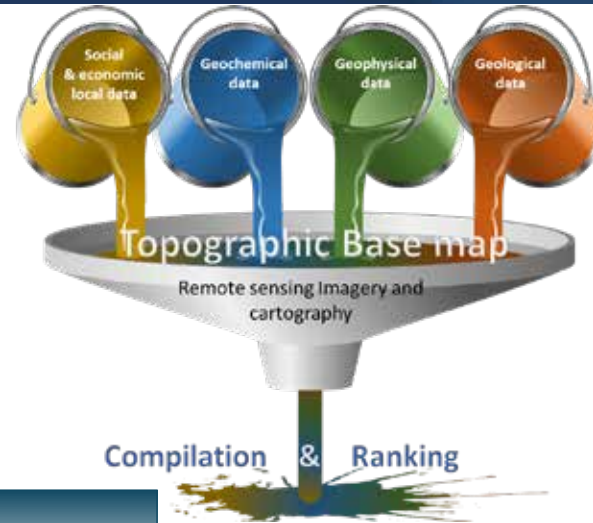 Social
& economic
local data
Geochemical
data
Geophysical
data
Geological
data
Topographic Base map
Remote sensing Imagery and
cartography
Compilation & Ranking